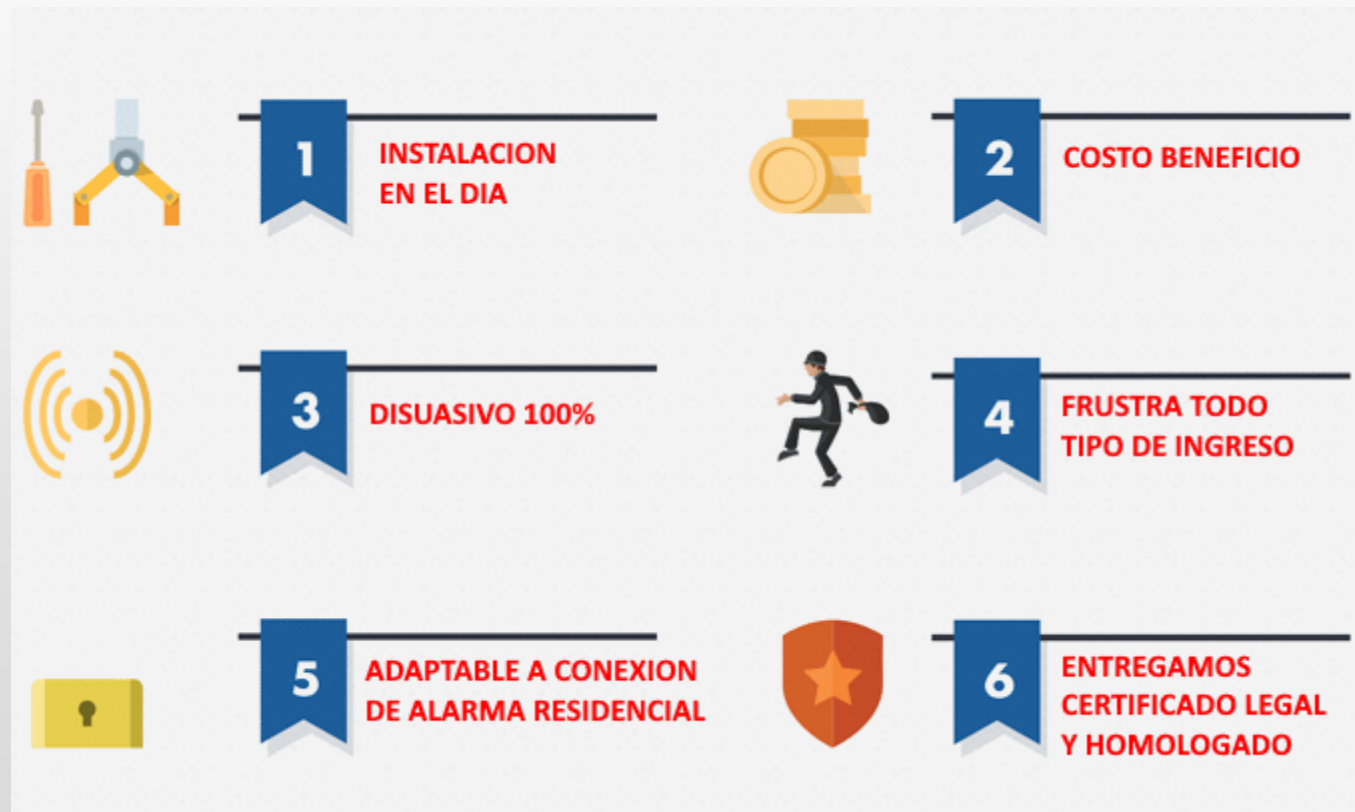 1
INSTALACION
EN EL DIA
2
COSTO BENEFICIO
3
DISUASIVO 100%
4
FRUSTRA TODO
TIPO DE INGRESO
5
ADAPTABLE A CONEXION
DE ALARMA RESIDENCIAL
6
ENTREGAMOS
CERTIFICADO LEGAL
Y HOMOLOGADO